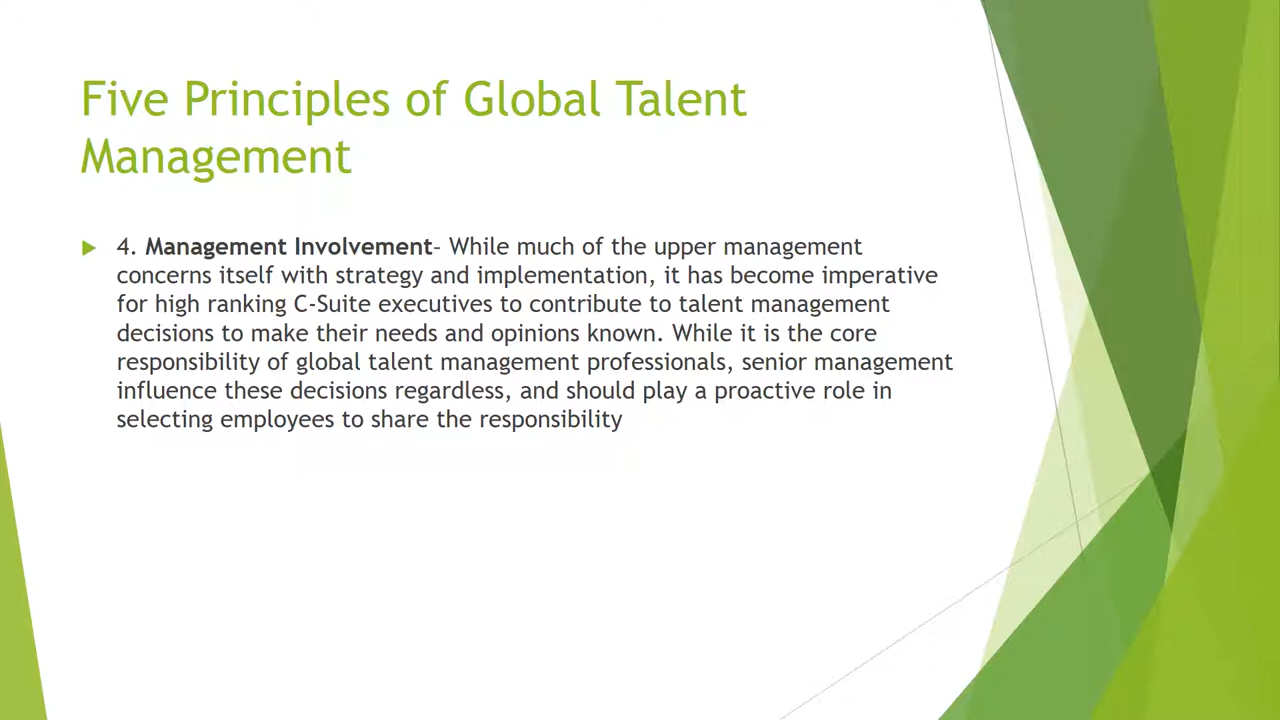 Five Principles of Global Talent
Management
4. Management Involvement- While much of the upper management
concerns itself with strategy and implementation, it has become imperative
for high ranking C-Suite executives to contribute to talent management
decisions to make their needs and opinions known. While it is the core
responsibility of global talent management professionals, senior management
influence these decisions regardless, and should play a proactive role in
selecting employees to share the responsibility